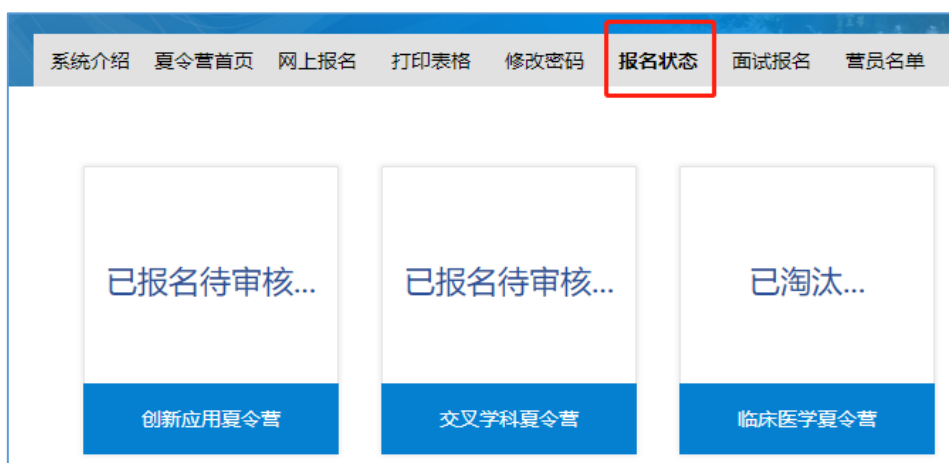 系统介绍 夏令营首页 网上报名 打印表格 修改密码 报名状态 面试报名 营员名单
已报名待审核... 已报名待审核... 已淘汰...
创新应用夏令营 交叉学科夏令营 临床医学夏令营